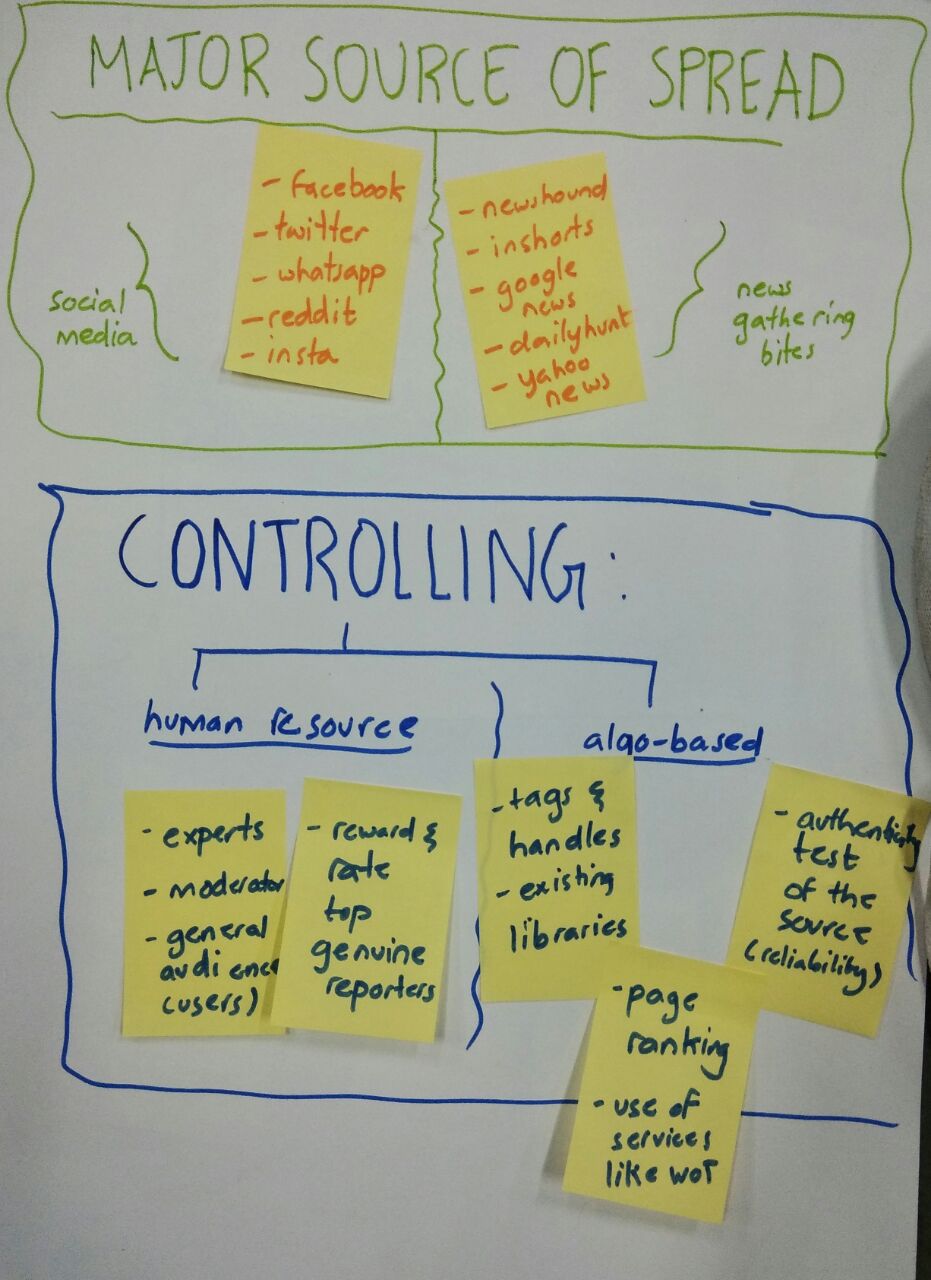 MAJOR SOURCE OF SPREAD
social
media
- facebook
- twitter
- whatsapp
- reddit
- insta
- newshound
- inshorts
- google
news
- dailyhunt
- yahoo
news
news
gathering
bites
CONTROLLING:
human resource
- experts
- moderator
- general
audience
(users)
- reward &
rate
top
genuine
reporters
algo-based
- tags &
handles
- existing
libraries
- page
ranking
- use of
services
like WOT
- authenticity
test
of the
source
(reliability)